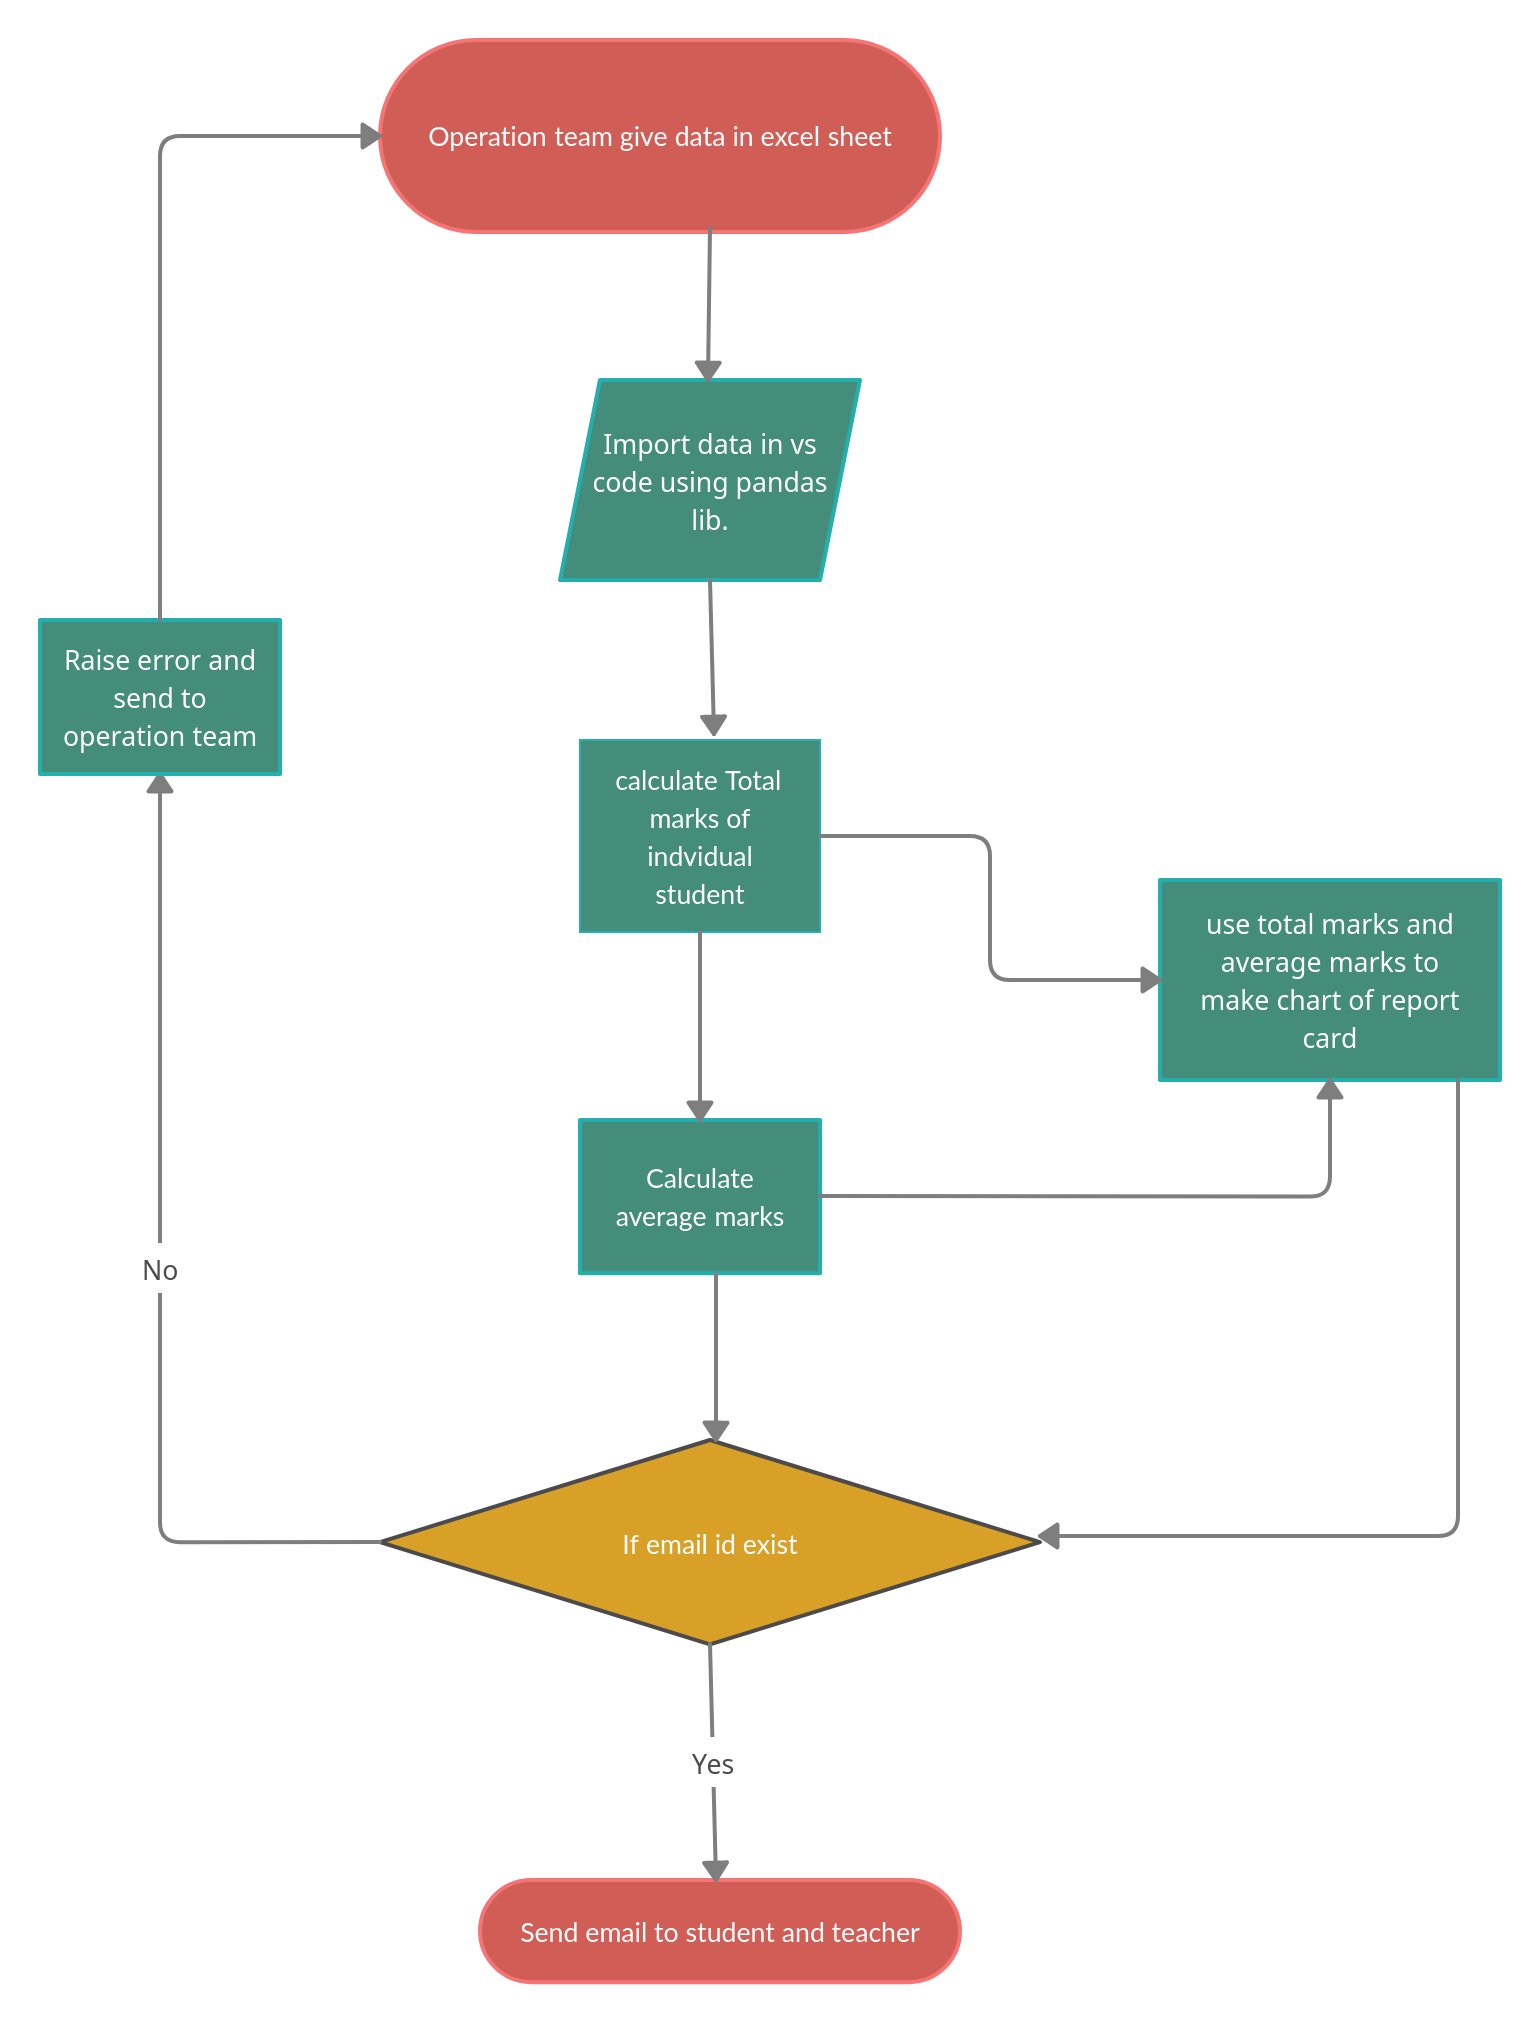 Operation team give data in excel sheet
Import data in vs
code using pandas
lib.
Raise error and
send to
operation team
calculate Total
marks of
indvidual
student
use total marks and
average marks to
make chart of report
card
Calculate
average marks
No
If email id exist
Yes
Send email to student and teacher